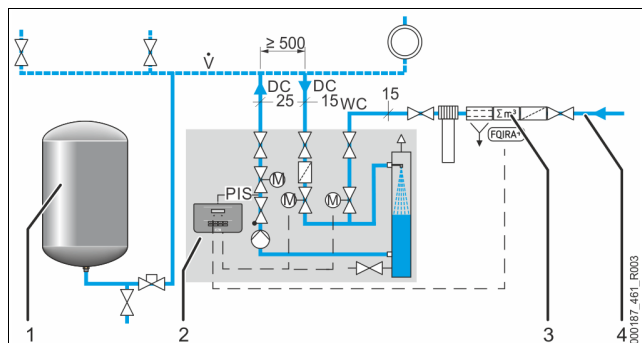 ≥ 500
V̇
DC
25
DC
15
WC
15
Σm³
FQIRA⁺
M
PIS
M
M
1
2
3
4
000187_461_R003